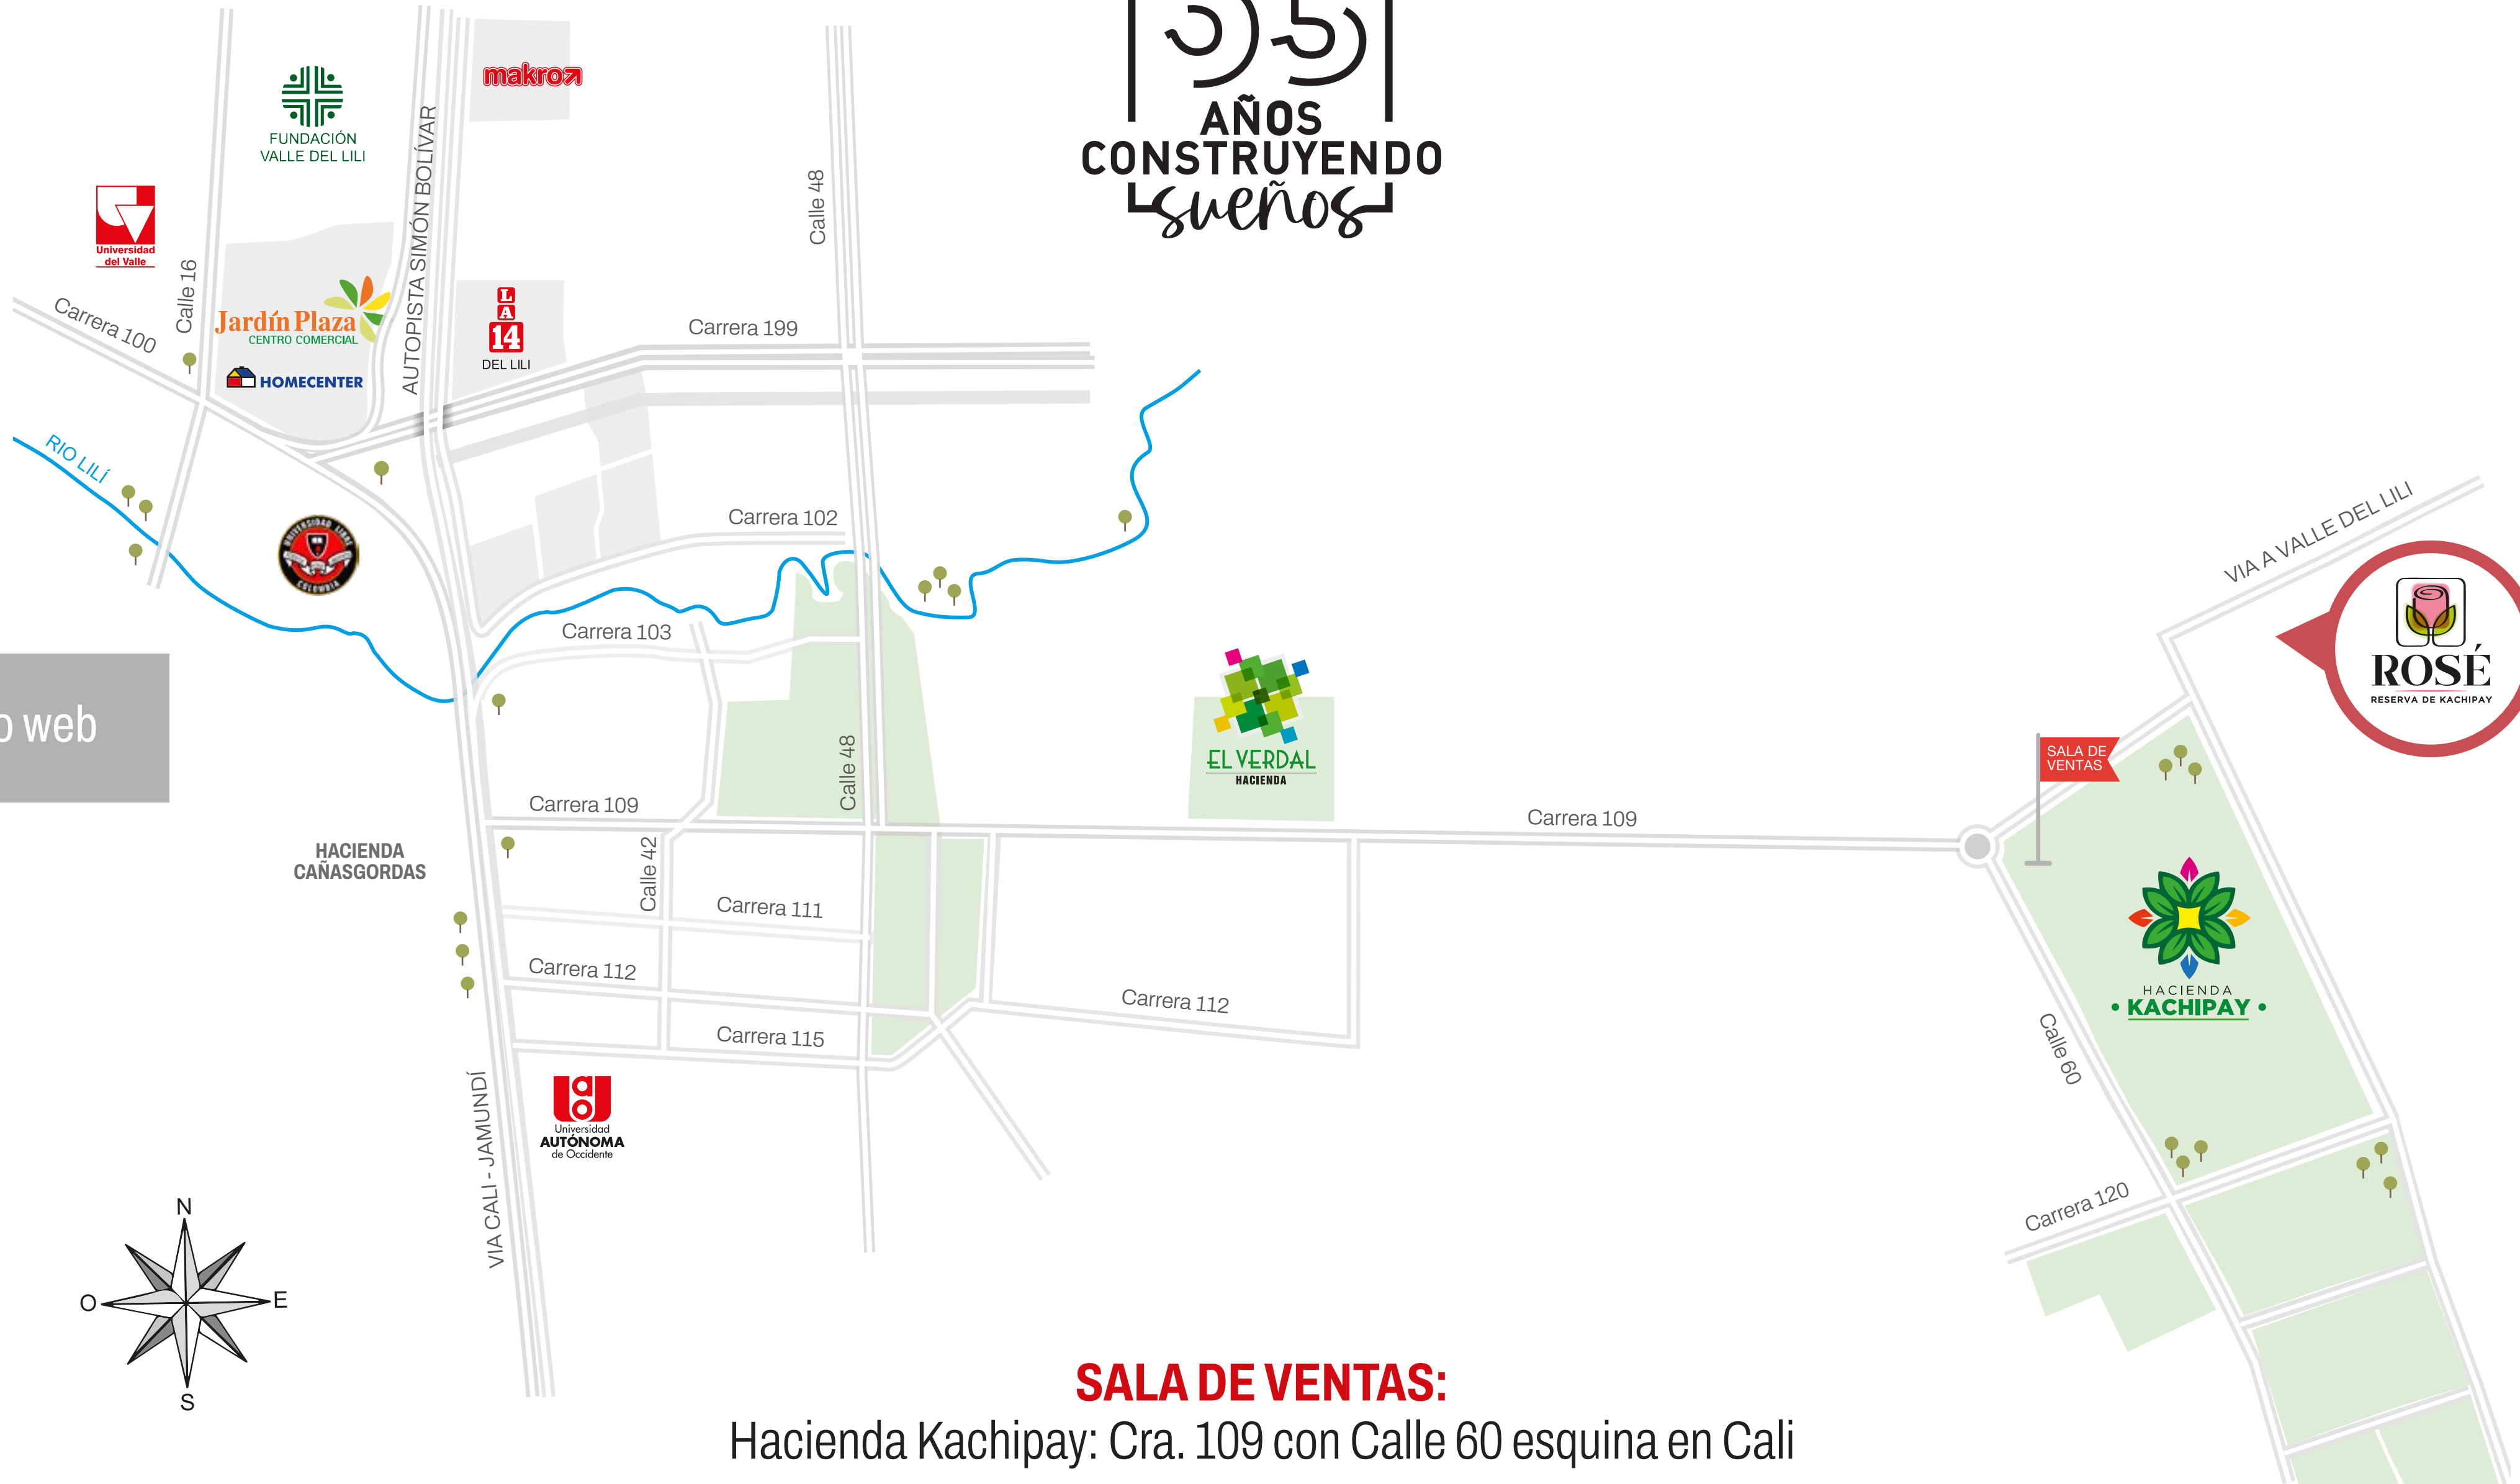 35
AÑOS
CONSTRUYENDO
sueños
makro
FUNDACIÓN
VALLE DEL LILI
AUTOPISTA SIMÓN BOLÍVAR
Calle 48
Universidad
del Valle
Calle 16
Carrera 100
Jardín Plaza
CENTRO COMERCIAL
HOMECENTER
LA
14
DEL LILI
Carrera 199
RIO LILÍ
UNIVERSIDAD LIBRE
COLOMBIA
Carrera 102
VIA A VALLE DEL LILI
Carrera 103
ROSÉ
RESERVA DE KACHIPAY
o web
EL VERDAL
HACIENDA
SALA DE
VENTAS
Calle 48
Carrera 109
Carrera 109
HACIENDA
CAÑASGORDAS
Calle 42
Carrera 111
Carrera 112
Carrera 112
Carrera 115
HACIENDA
• KACHIPAY •
Calle 60
VIA CALI - JAMUNDÍ
Universidad
AUTÓNOMA
de Occidente
Carrera 120
N
O
E
S
SALA DE VENTAS:
Hacienda Kachipay: Cra. 109 con Calle 60 esquina en Cali